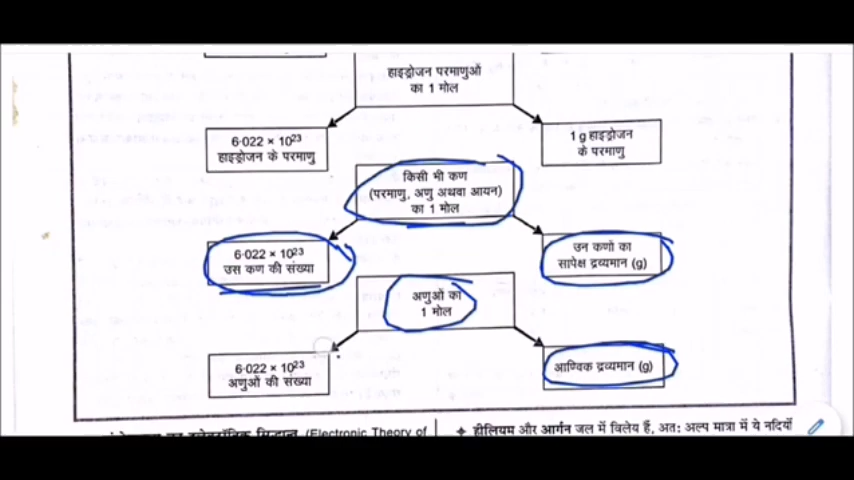 हाइड्रोजन परमाणुओं
का 1 मोल
6·022 × 10²³
हाइड्रोजन के परमाणु
1 g हाइड्रोजन
के परमाणु
किसी भी कण
(परमाणु, अणु अथवा आयन)
का 1 मोल
6·022 × 10²³
उस कण की संख्या
उन कणों का
सापेक्ष द्रव्यमान (g)
अणुओं का
1 मोल
6·022 × 10²³
अणुओं की संख्या
आण्विक द्रव्यमान (g)
(Electronic Theory of
हीलियम और आर्गन जल में विलेय हैं, अतः अल्प मात्रा में ये नदियों